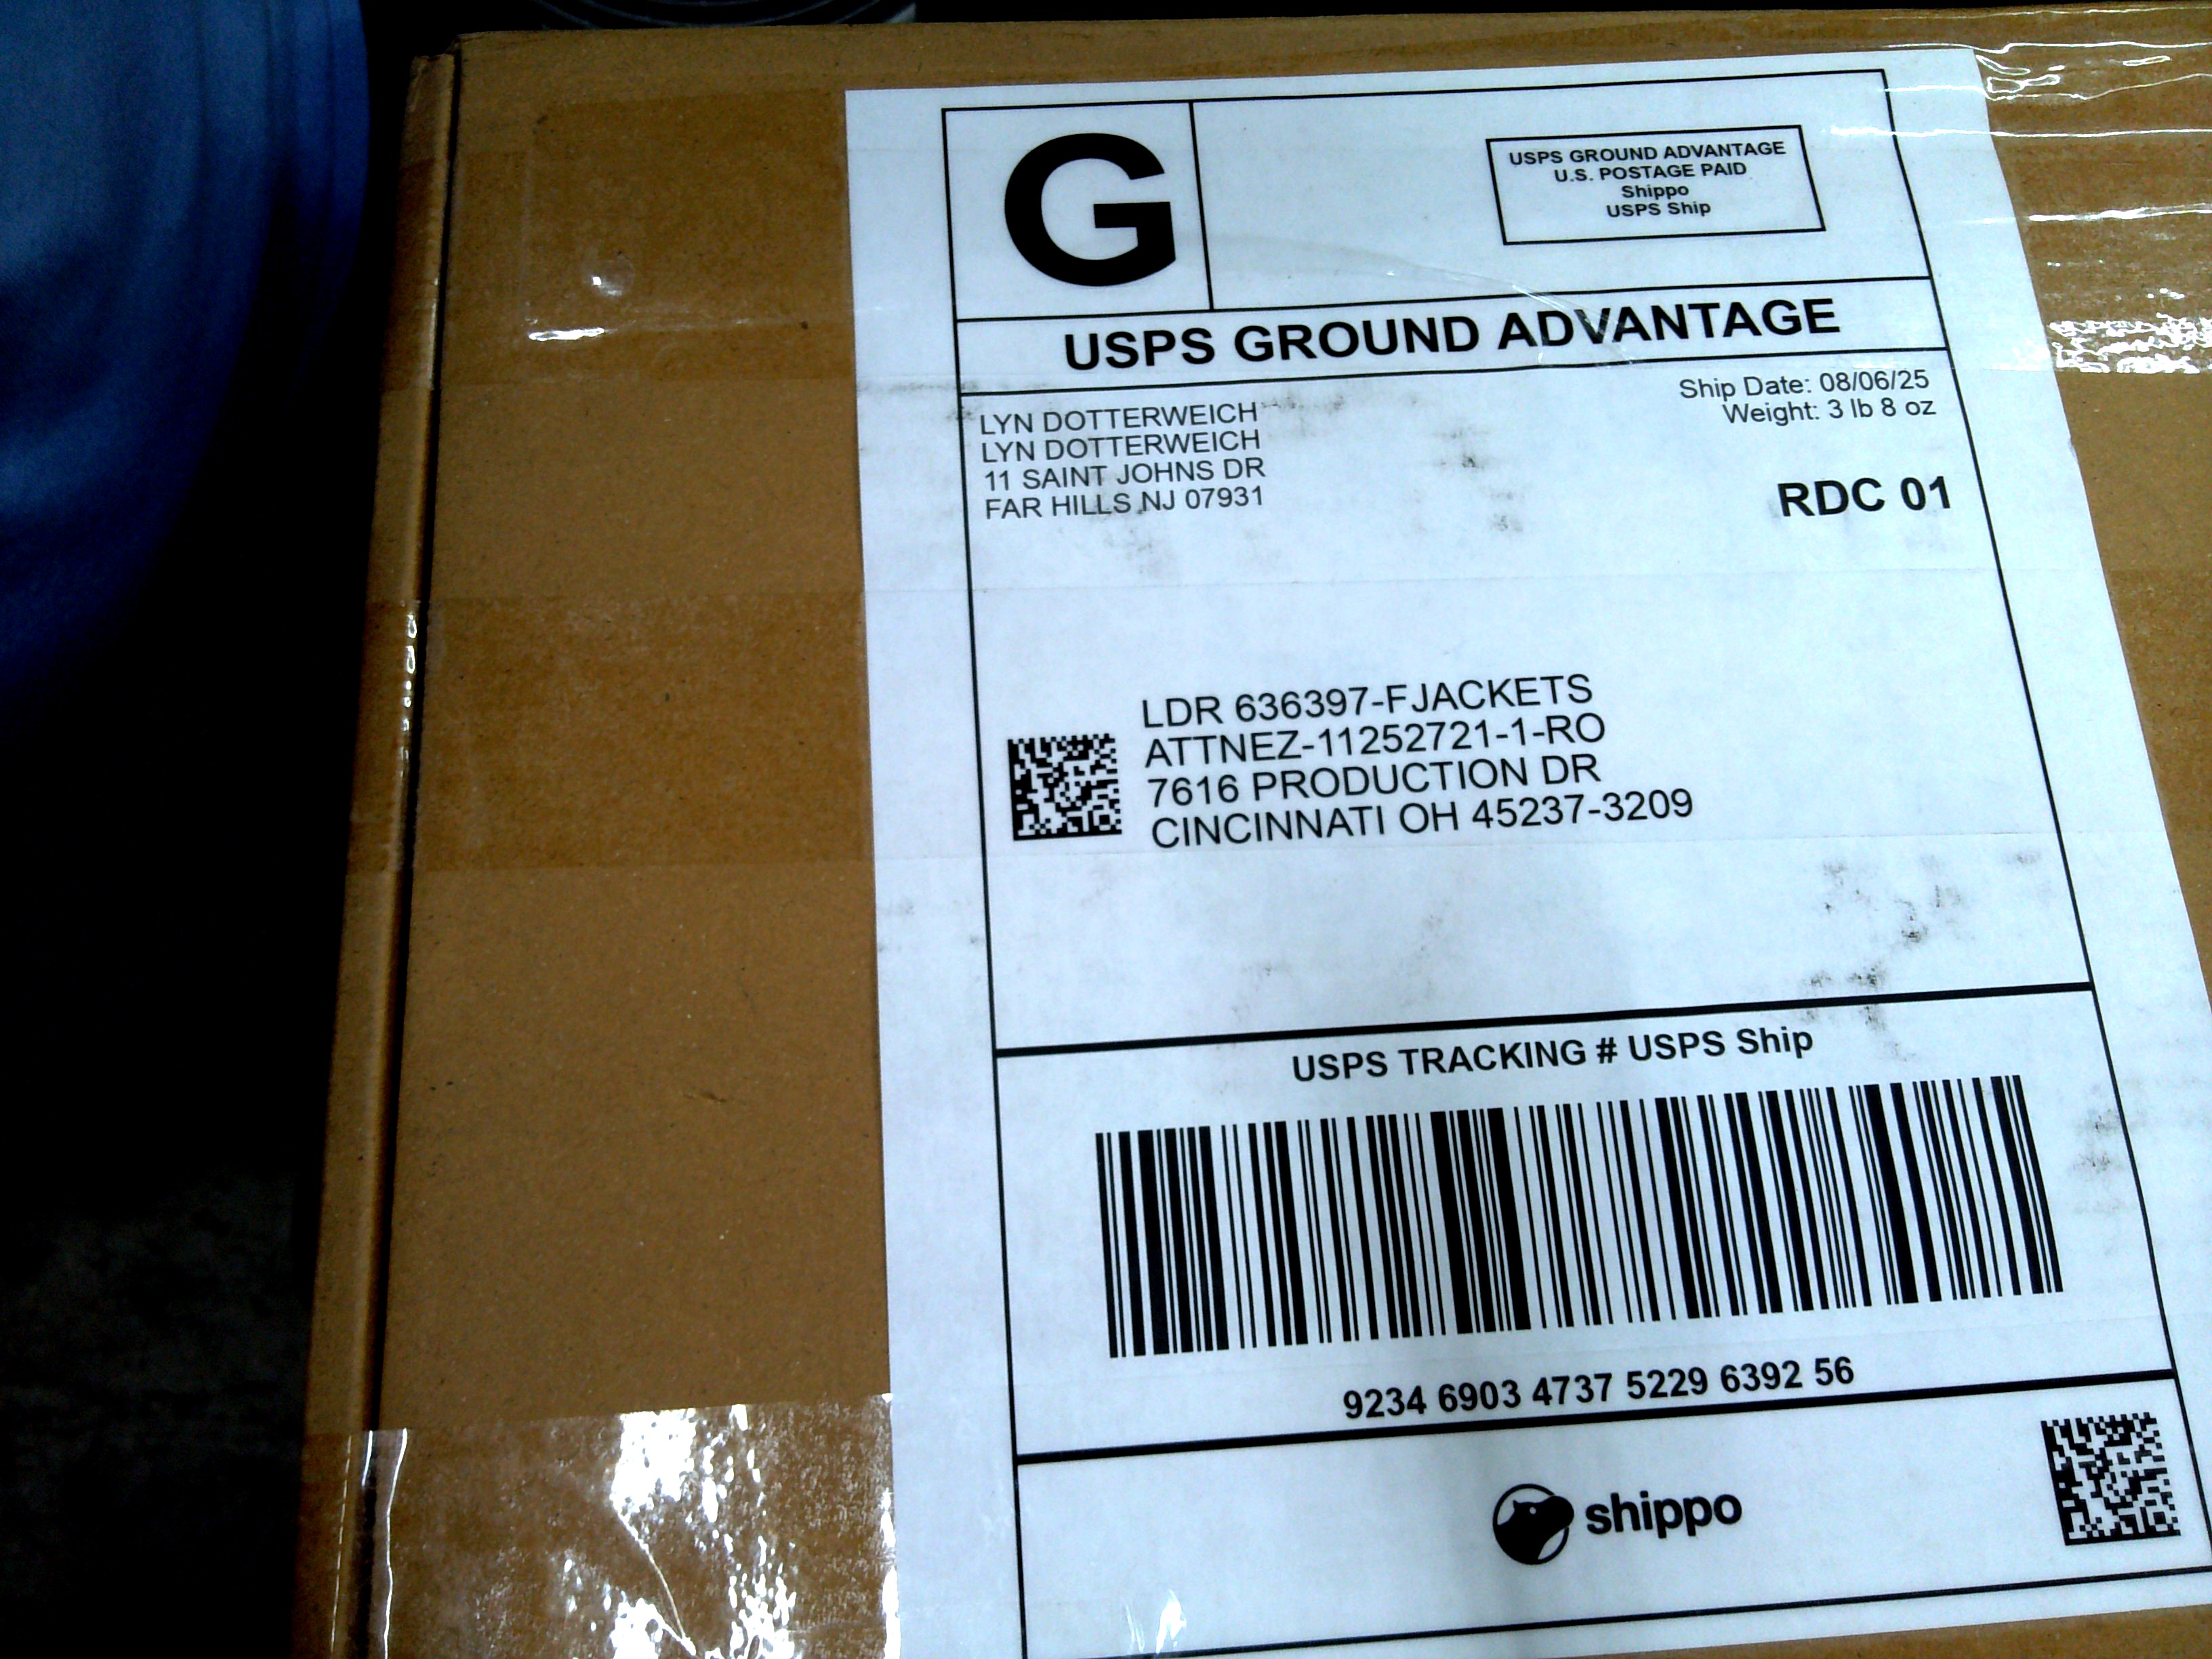 G
USPS GROUND ADVANTAGE
U.S. POSTAGE PAID
Shippo
USPS Ship
USPS GROUND ADVANTAGE
LYN DOTTERWEICH
LYN DOTTERWEICH
11 SAINT JOHNS DR
FAR HILLS NJ 07931
Ship Date: 08/06/25
Weight: 3 lb 8 oz
RDC 01
LDR 636397-FJACKETS
ATTNEZ-11252721-1-RO
7616 PRODUCTION DR
CINCINNATI OH 45237-3209
USPS TRACKING # USPS Ship
9234 6903 4737 5229 6392 56
shippo